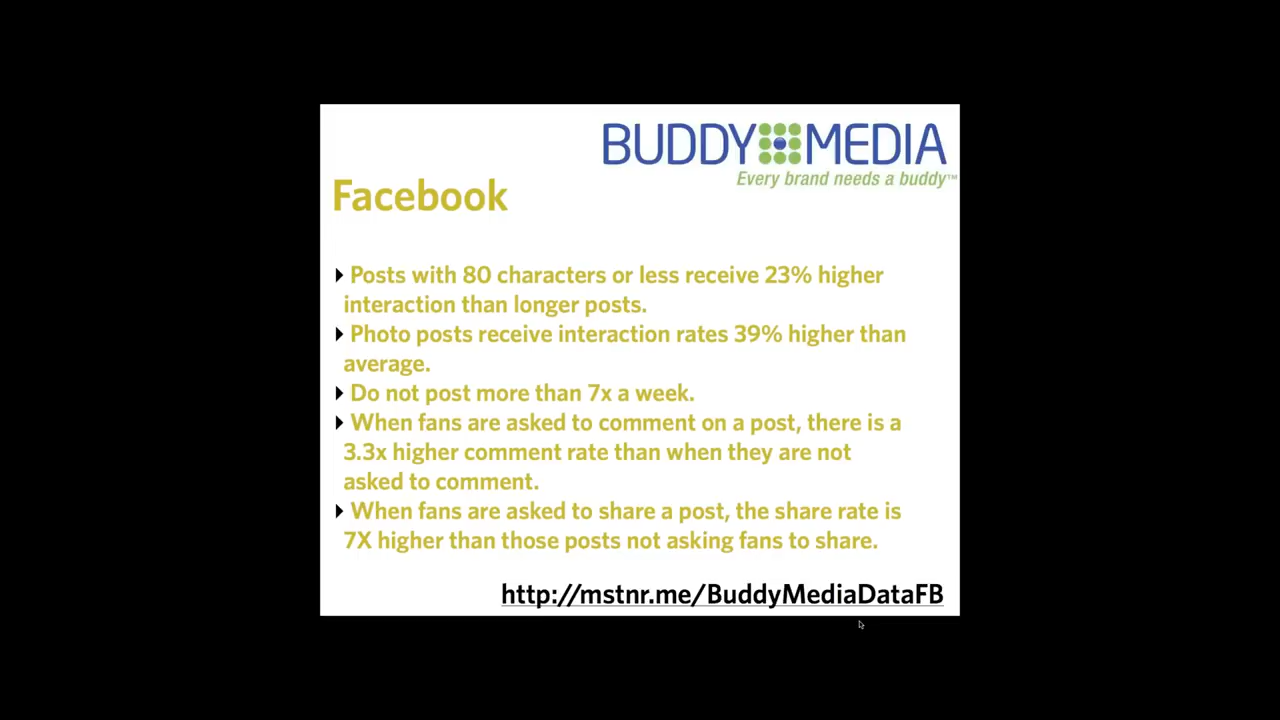 BUDDY MEDIA
Every brand needs a buddy™
Facebook
Posts with 80 characters or less receive 23% higher
interaction than longer posts.
Photo posts receive interaction rates 39% higher than
average.
Do not post more than 7x a week.
When fans are asked to comment on a post, there is a
3.3x higher comment rate than when they are not
asked to comment.
When fans are asked to share a post, the share rate is
7X higher than those posts not asking fans to share.
http://mstnr.me/BuddyMediaDataFB